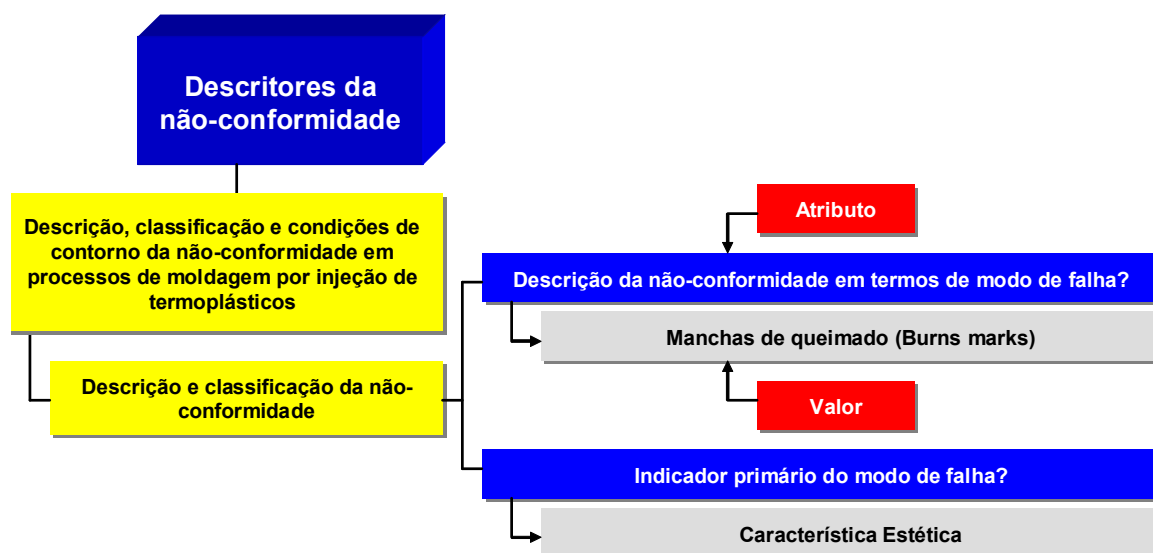 Descritores da
não-conformidade
Descrição, classificação e condições de
contorno da não-conformidade em
processos de moldagem por injeção de
termoplásticos
Atributo
Descrição da não-conformidade em termos de modo de falha?
Manchas de queimado (Burns marks)
Descrição e classificação da não-
conformidade
Valor
Indicador primário do modo de falha?
Característica Estética